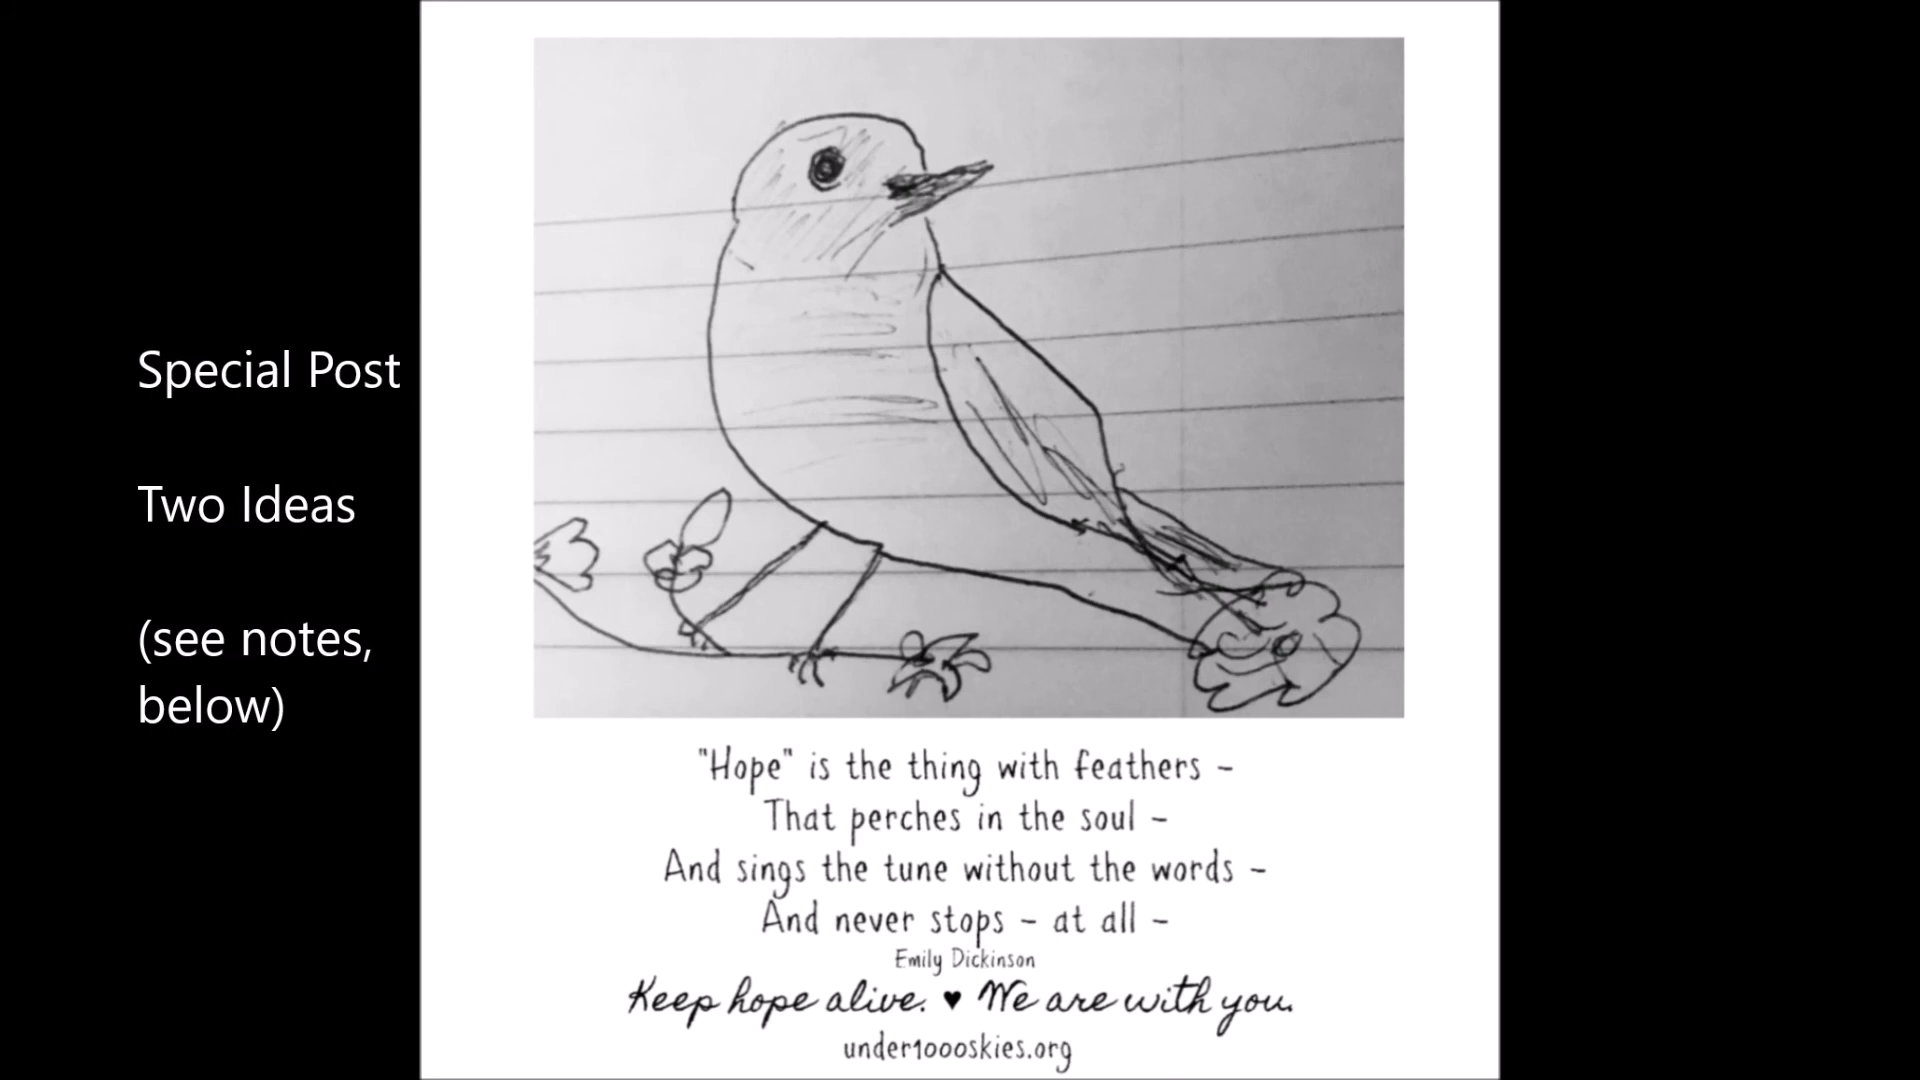 Special Post
Two Ideas
(see notes,
below)
"Hope" is the thing with feathers -
That perches in the soul -
And sings the tune without the words -
And never stops - at all -
Emily Dickinson
Keep hope alive. ♥ We are with you.
under1000skies.org